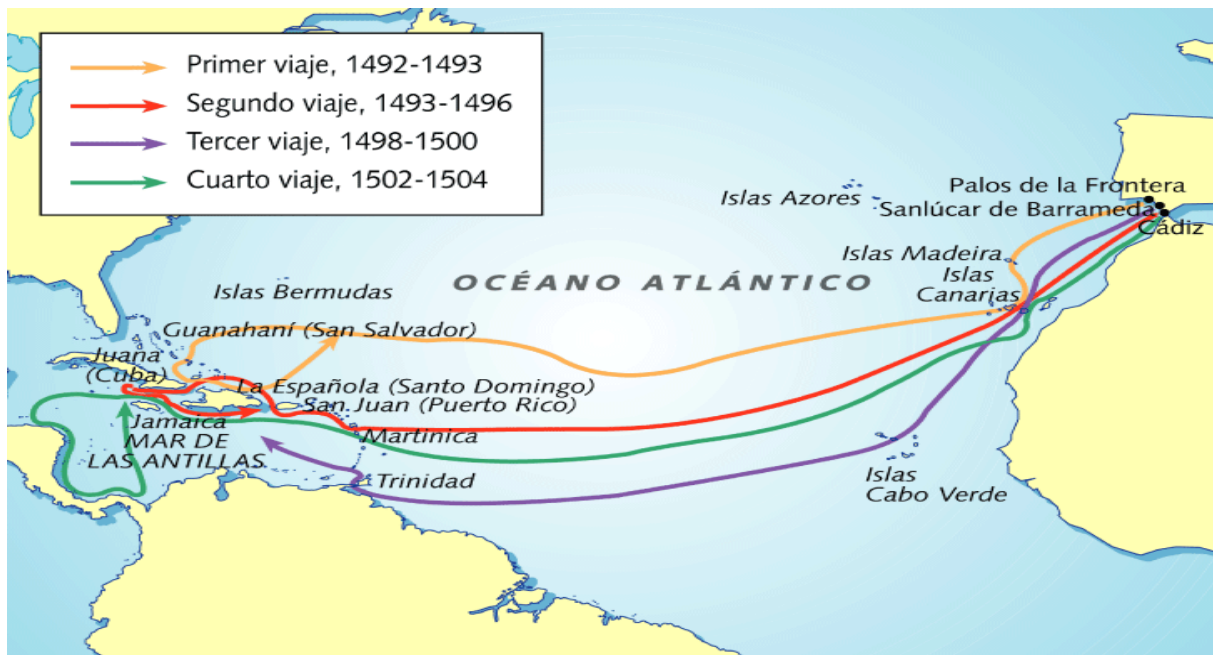 Primer viaje, 1492-1493
Segundo viaje, 1493-1496
Tercer viaje, 1498-1500
Cuarto viaje, 1502-1504
Islas Azores
Palos de la Frontera
Sanlúcar de Barrameda
Cádiz
Islas Madeira
Islas
Canarias
OCÉANO ATLÁNTICO
Islas Bermudas
Guanahaní (San Salvador)
Juana
(Cuba)
La Española (Santo Domingo)
San Juan (Puerto Rico)
Jamaica
MAR DE
LAS ANTILLAS
Martinica
Trinidad
Islas
Cabo Verde